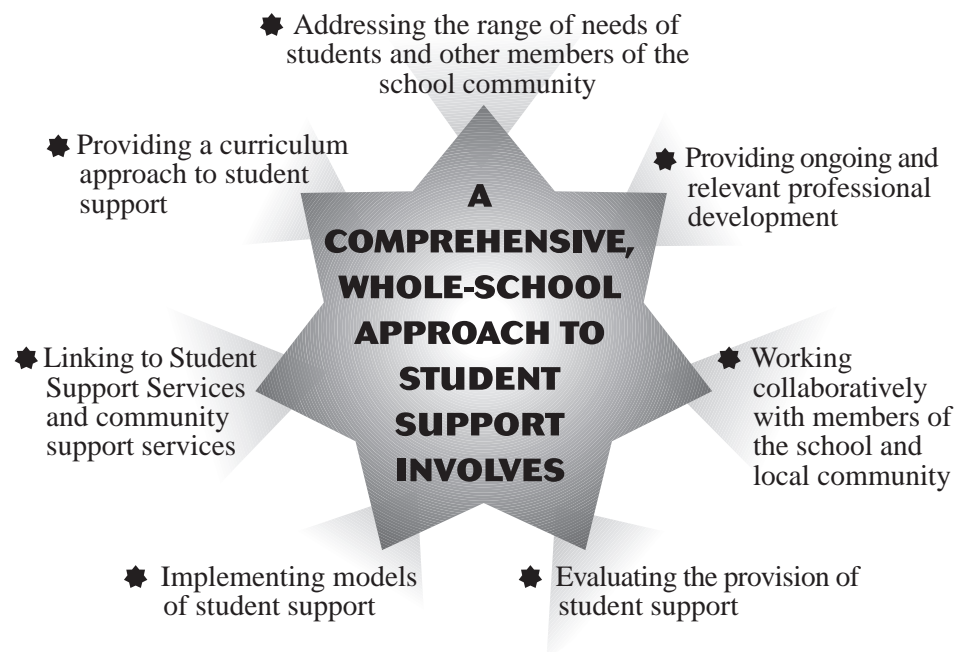 Addressing the range of needs of
students and other members of the
school community
Providing a curriculum
approach to student
support
Providing ongoing and
relevant professional
development
A
COMPREHENSIVE,
WHOLE-SCHOOL
APPROACH TO
STUDENT
SUPPORT
INVOLVES
Linking to Student
Support Services
and community
support services
Working
collaboratively
with members of
the school and
local community
Implementing models
of student support
Evaluating the provision of
student support